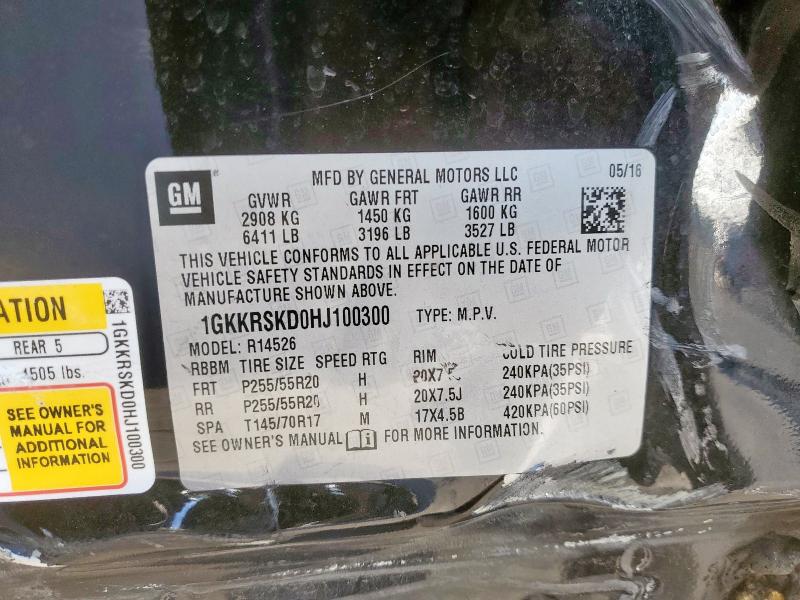 GM
MFD BY GENERAL MOTORS LLC
05/16
GVWR GAWR FRT GAWR RR
2908 KG 1450 KG 1600 KG
6411 LB 3196 LB 3527 LB
THIS VEHICLE CONFORMS TO ALL APPLICABLE U.S. FEDERAL MOTOR
VEHICLE SAFETY STANDARDS IN EFFECT ON THE DATE OF
MANUFACTURE SHOWN ABOVE.
1GKKRSKD0HJ100300 TYPE: M.P.V.
MODEL: R14526
RBBM TIRE SIZE SPEED RTG RIM COLD TIRE PRESSURE
FRT P255/55R20 H 240KPA(35PSI)
RR P255/55R20 H 20X7.5J 240KPA(35PSI)
SPA T145/70R17 M 17X4.5B 420KPA(60PSI)
SEE OWNER'S MANUAL FOR MORE INFORMATION.
ATION
REAR 5
1505 lbs.
SEE OWNER'S
MANUAL FOR
ADDITIONAL
INFORMATION
1GKKRSKD0HJ100300